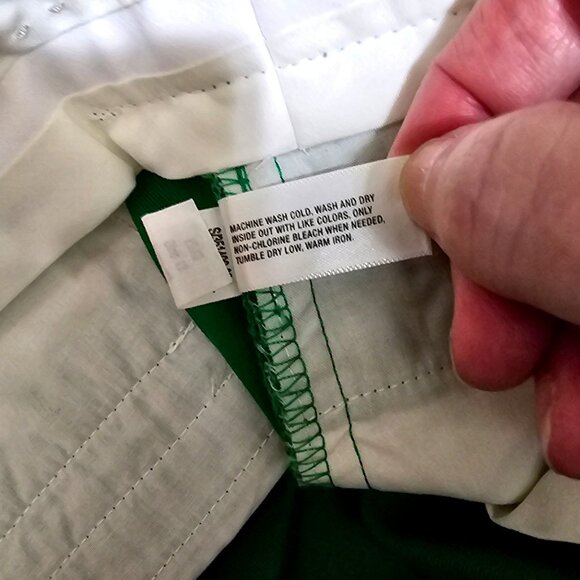 MACHINE WASH COLD, WASH AND DRY
INSIDE OUT WITH LIKE COLORS, ONLY
NON-CHLORINE BLEACH WHEN NEEDED,
TUMBLE DRY LOW, WARM IRON.